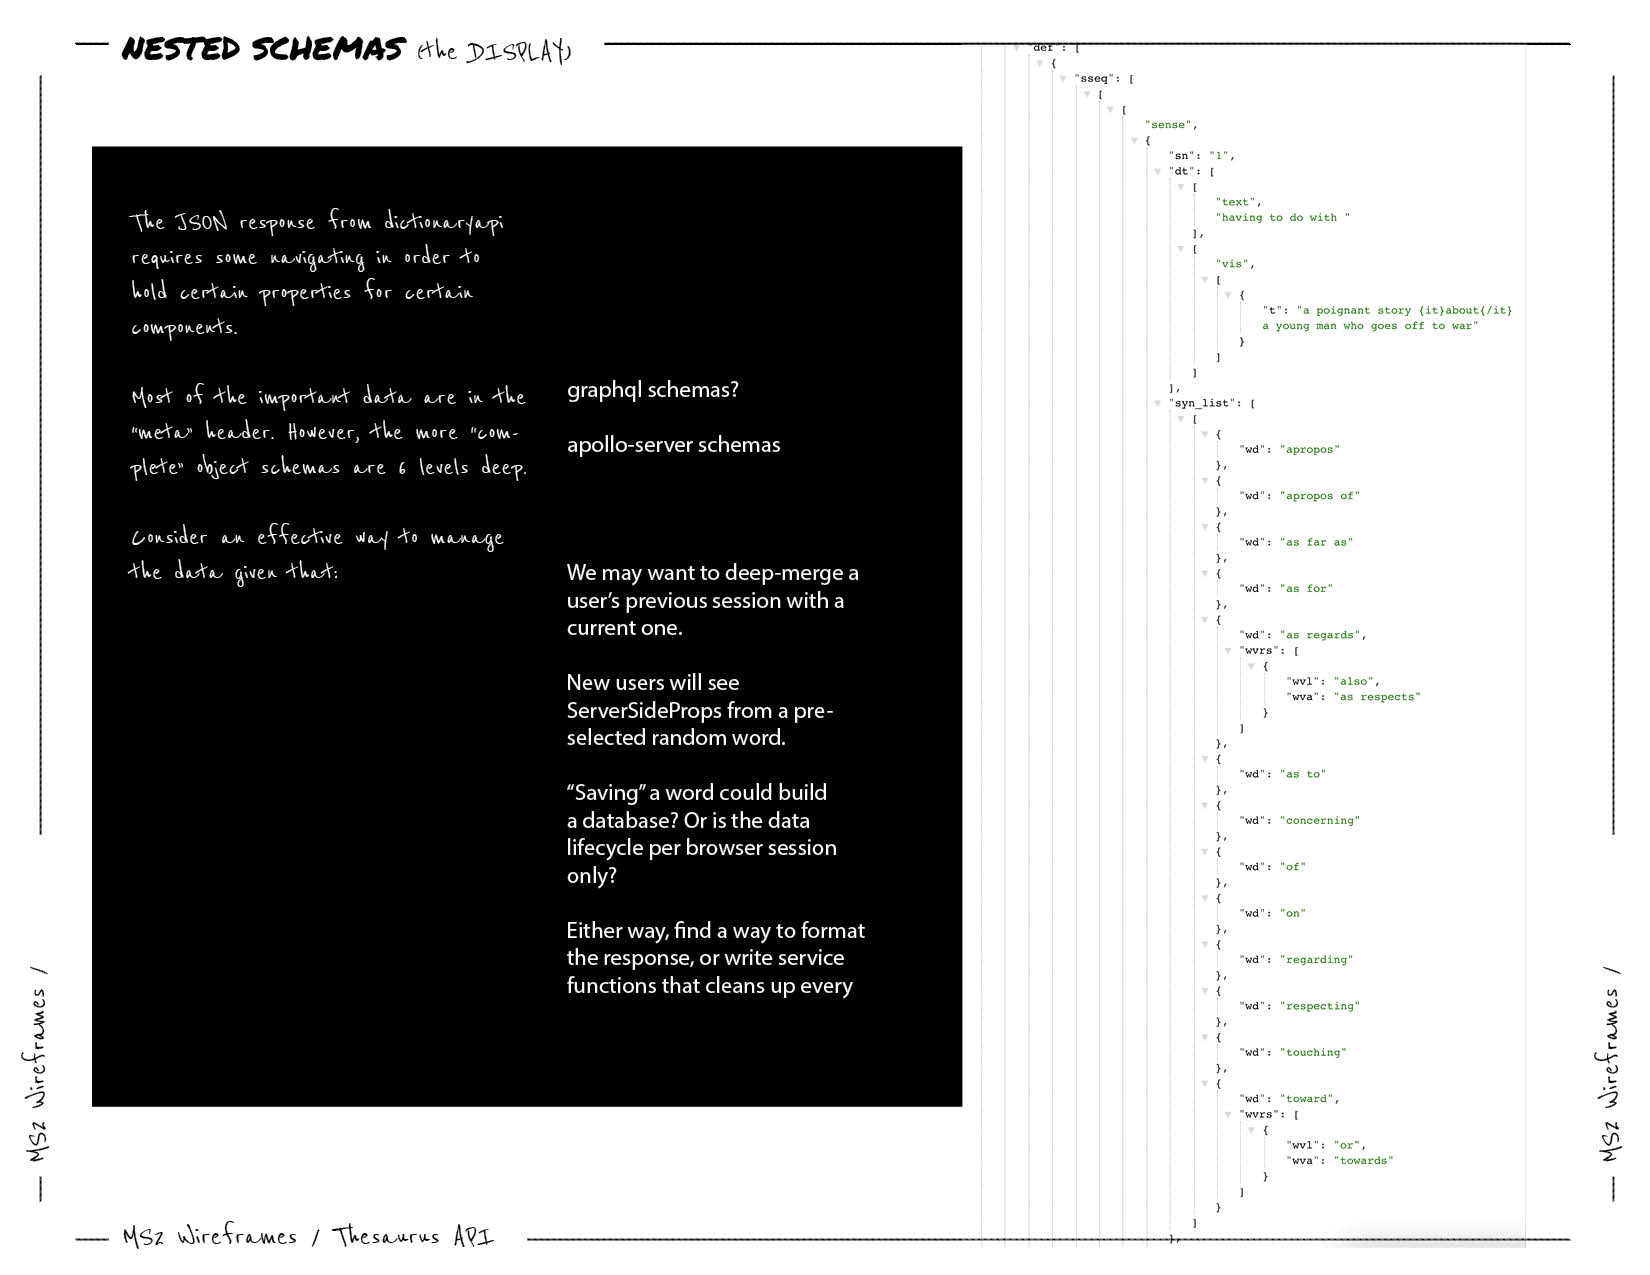 NESTED SCHEMAS (the DISPLAY)
The JSON response from dictionaryapi
requires some navigating in order to
hold certain properties for certain
components.
Most of the important data are in the
"meta" header. However, the more "com-
plete" object schemas are 6 levels deep.
Consider an effective way to manage
the data given that:
graphql schemas?
apollo-server schemas
We may want to deep-merge a
user’s previous session with a
current one.
New users will see
ServerSideProps from a pre-
selected random word.
“Saving” a word could build
a database? Or is the data
lifecycle per browser session
only?
Either way, find a way to format
the response, or write service
functions that cleans up every
"def": [
{
"sseq": [
[
[
"sense",
{
"sn": "1",
"dt": [
[
"text",
"having to do with "
],
[
"vis",
[
{
"t": "a poignant story {it}about{/it}
a young man who goes off to war"
}
]
]
],
"syn_list": [
[
{
"wd": "apropos"
},
{
"wd": "apropos of"
},
{
"wd": "as far as"
},
{
"wd": "as for"
},
{
"wd": "as regards",
"wvrs": [
{
"wvl": "also",
"wva": "as respects"
}
]
},
{
"wd": "as to"
},
{
"wd": "concerning"
},
{
"wd": "of"
},
{
"wd": "on"
},
{
"wd": "regarding"
},
{
"wd": "respecting"
},
{
"wd": "touching"
},
{
"wd": "toward",
"wvrs": [
{
"wvl": "or",
"wva": "towards"
}
]
}
]
},
MS2 Wireframes /
MS2 Wireframes /
MS2 Wireframes / Thesaurus API